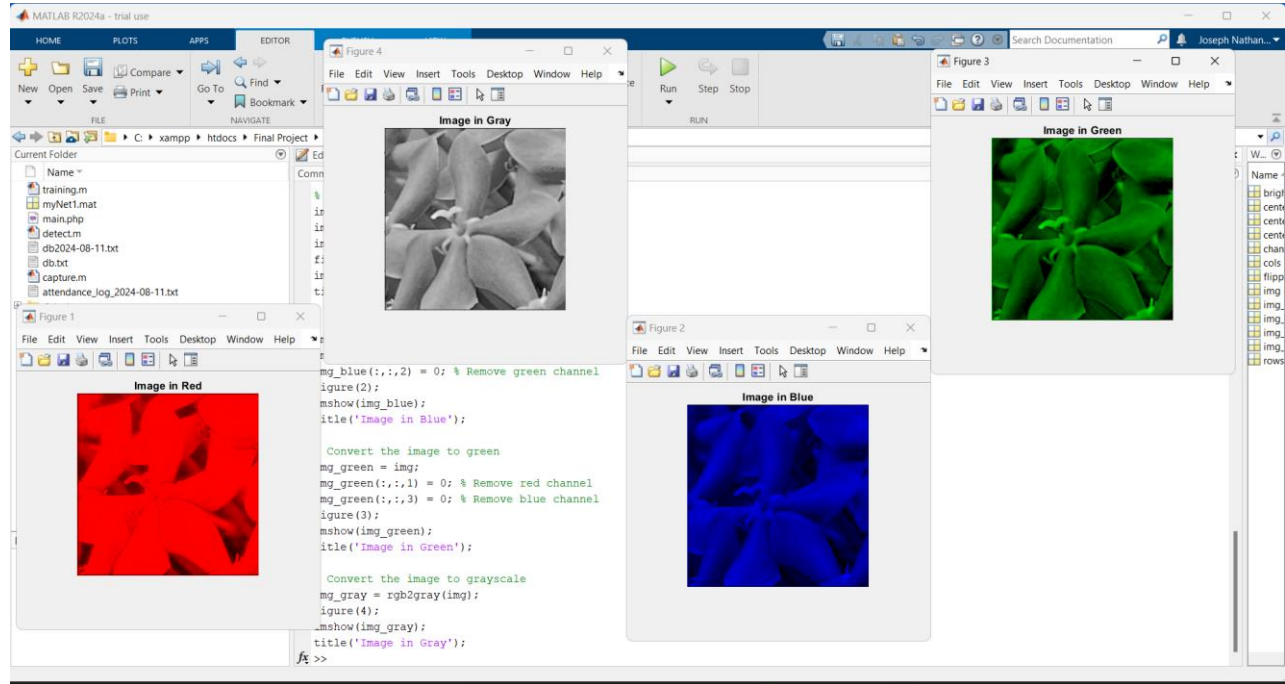 MATLAB R2024a - trial use
HOME PLOTS APPS EDITOR
Search Documentation
Joseph Nathan...
New Open Save Compare Print
Go To Find Bookmark
Run Step Stop
FILE NAVIGATE RUN
C: xampp htdocs Final Project
Current Folder
Name
training.m
myNet1.mat
main.php
detect.m
db2024-08-11.txt
db.txt
capture.m
attendance_log_2024-08-11.txt
Figure 4
File Edit View Insert Tools Desktop Window Help
Image in Gray
Figure 3
File Edit View Insert Tools Desktop Window Help
Image in Green
W...
Name
cols
img
rows
Figure 1
File Edit View Insert Tools Desktop Window Help
Image in Red
Figure 2
File Edit View Insert Tools Desktop Window Help
Image in Blue
mg_blue(:,:,2) = 0; % Remove green channel
igure(2);
mshow(img_blue);
itle('Image in Blue');
Convert the image to green
mg_green = img;
mg_green(:,:,1) = 0; % Remove red channel
mg_green(:,:,3) = 0; % Remove blue channel
igure(3);
mshow(img_green);
itle('Image in Green');
Convert the image to grayscale
mg_gray = rgb2gray(img);
igure(4);
imshow(img_gray);
title('Image in Gray');
fx >>